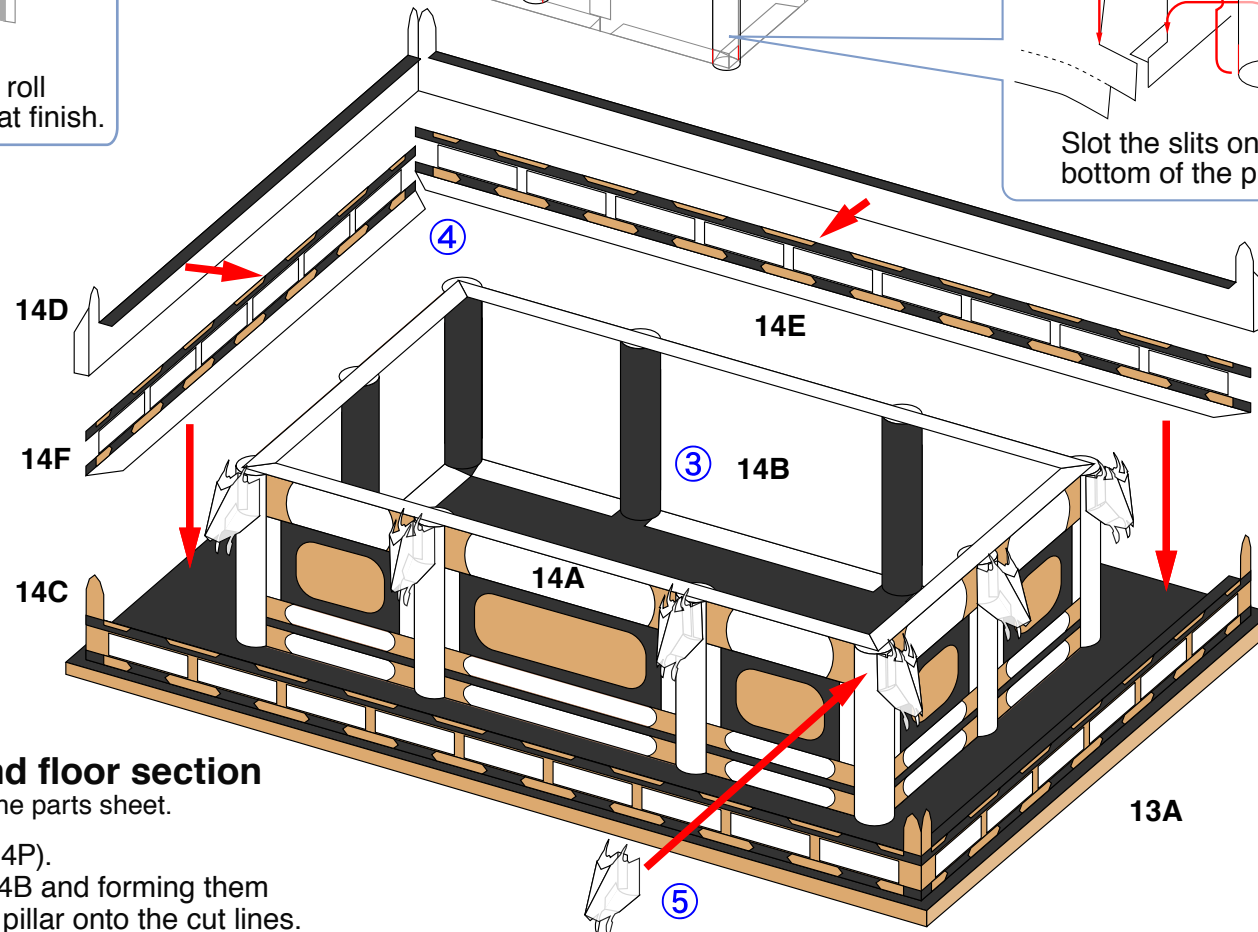 roll
at finish.
Slot the slits on
bottom of the p
④
14D
14E
14F
③
14B
14C
14A
13A
nd floor section
ne parts sheet.
4P).
4B and forming them
pillar onto the cut lines.
⑤